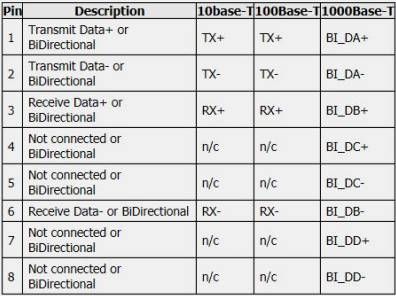 Pin Description 10base-T 100Base-T 1000Base-T
1 Transmit Data+ or BiDirectional TX+ TX+ BI_DA+
2 Transmit Data- or BiDirectional TX- TX- BI_DA-
3 Receive Data+ or BiDirectional RX+ RX+ BI_DB+
4 Not connected or BiDirectional n/c n/c BI_DC+
5 Not connected or BiDirectional n/c n/c BI_DC-
6 Receive Data- or BiDirectional RX- RX- BI_DB-
7 Not connected or BiDirectional n/c n/c BI_DD+
8 Not connected or BiDirectional n/c n/c BI_DD-